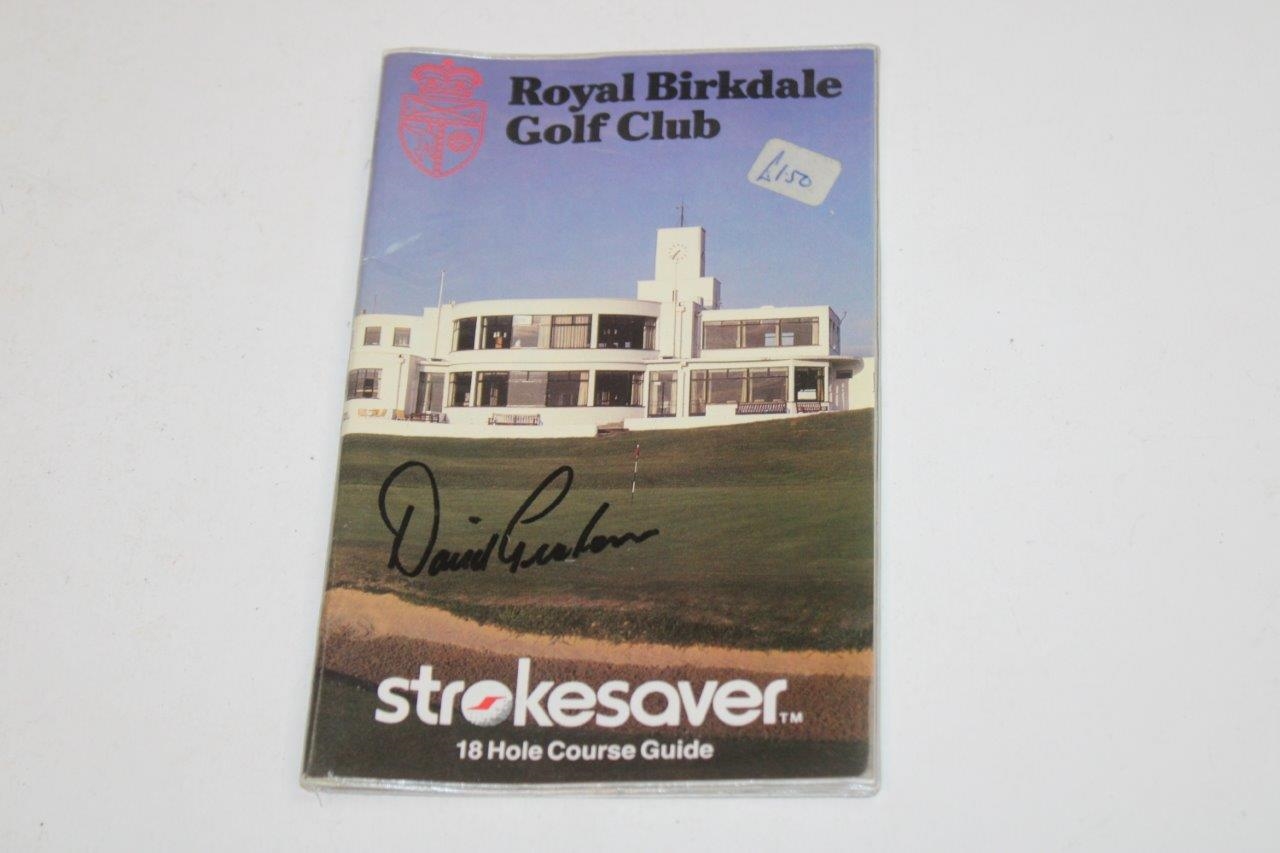 Royal Birkdale
Golf Club
£1.50
David Graham
strokesaver™
18 Hole Course Guide